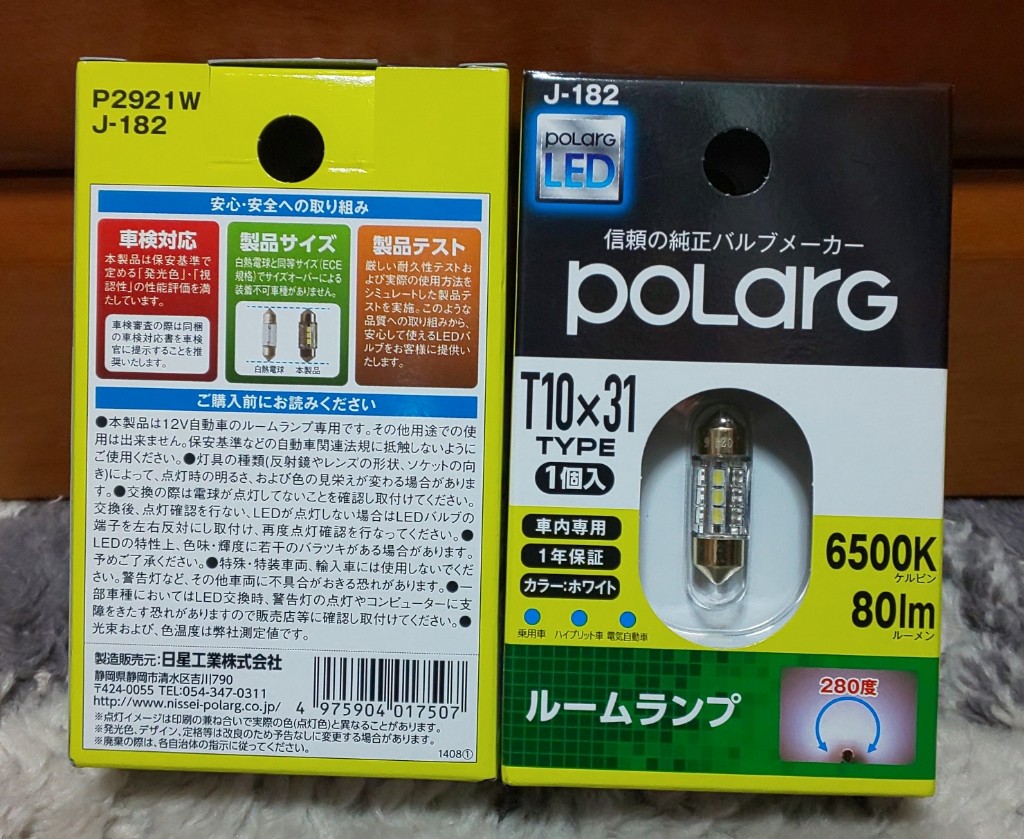 P2921W
J-182
安心・安全への取り組み
車検対応
本製品は保安基準で
定める「発光色」・「視
認性」の性能評価を満
たしています。
車検審査の際は同梱
の車検対応書を車検
官に提示することを推
奨いたします。
製品サイズ
白熱電球と同等サイズ(ECE
規格)でサイズオーバーによる
装着不可車種がありません。
白熱電球 本製品
製品テスト
厳しい耐久性テストお
よび実際の使用方法を
シミュレートした製品テ
ストを実施。このような
品質への取り組みから、
安心して使えるLEDバ
ルブをお客様に提供い
たします。
ご購入前にお読みください
●本製品は12V自動車のルームランプ専用です。その他用途での使
用は出来ません。保安基準などの自動車関連法規に抵触しないように
ご使用ください。●灯具の種類(反射鏡やレンズの形状、ソケットの向
き)によって、点灯時の明るさ、および色の見栄えが変わる場合がありま
す。●交換の際は電球が点灯してないことを確認し取付けてください。
交換後、点灯確認を行ない、LEDが点灯しない場合はLEDバルブの
端子を左右反対にし取付け、再度点灯確認を行なってください。●
LEDの特性上、色味・輝度に若干のバラツキがある場合があります。
予めご了承ください。●特殊・特装車両、輸入車には使用しないでくだ
さい。警告灯など、その他車両に不具合がおきる恐れがあります。●一
部車種においてはLED交換時、警告灯の点灯やコンピューターに支
障をきたす恐れがありますので販売店等に確認し取付けてください。●
光束および、色温度は弊社測定値です。
製造販売元:日星工業株式会社
静岡県静岡市清水区吉川790
〒424-0055 TEL:054-347-0311
http://www.nissei-polarg.co.jp/
4 975904 017507
※点灯イメージは印刷の兼ね合いで実際の色(点灯色)と異なることがあります。
※発光色、デザイン、定格等は改良のため予告なしに変更する場合があります。
※廃棄の際は、各自治体の指示に従ってください。
1408①
J-182
POLARG
LED
信頼の純正バルブメーカー
POLARG
T10×31
TYPE
1個入
車内専用
1年保証
カラー:ホワイト
乗用車 ハイブリット車 電気自動車
6500K
ケルビン
80lm
ルーメン
ルームランプ
280度